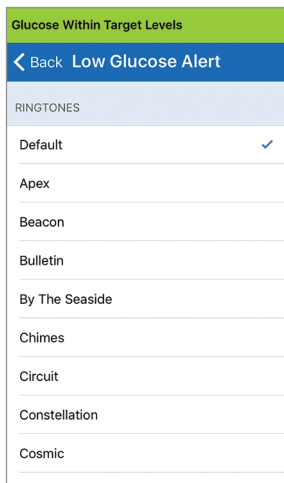 Glucose Within Target Levels
Back Low Glucose Alert
RINGTONES
Default
Apex
Beacon
Bulletin
By The Seaside
Chimes
Circuit
Constellation
Cosmic